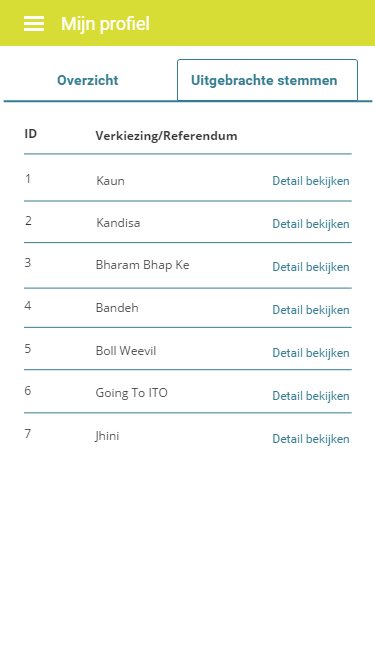 Mijn profiel
Overzicht Uitgebrachte stemmen
ID Verkiezing/Referendum
1 Kaun Detail bekijken
2 Kandisa Detail bekijken
3 Bharam Bhap Ke Detail bekijken
4 Bandeh Detail bekijken
5 Boll Weevil Detail bekijken
6 Going To ITO Detail bekijken
7 Jhini Detail bekijken